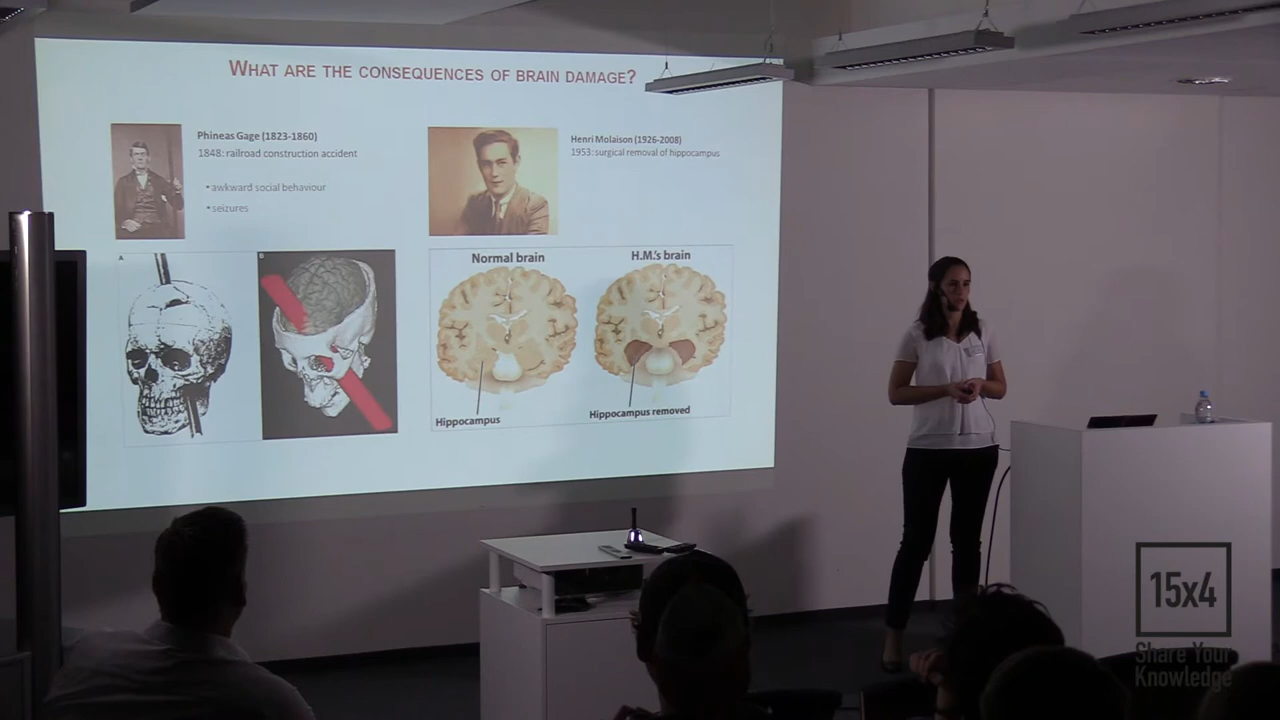 WHAT ARE THE CONSEQUENCES OF BRAIN DAMAGE?
Phineas Gage (1823-1860)
1848: railroad construction accident
• awkward social behaviour
• seizures
Henri Molaison (1926-2008)
1953: surgical removal of hippocampus
A
B
Normal brain
Hippocampus
H.M.'s brain
Hippocampus removed
15x4
Share Your
Knowledge